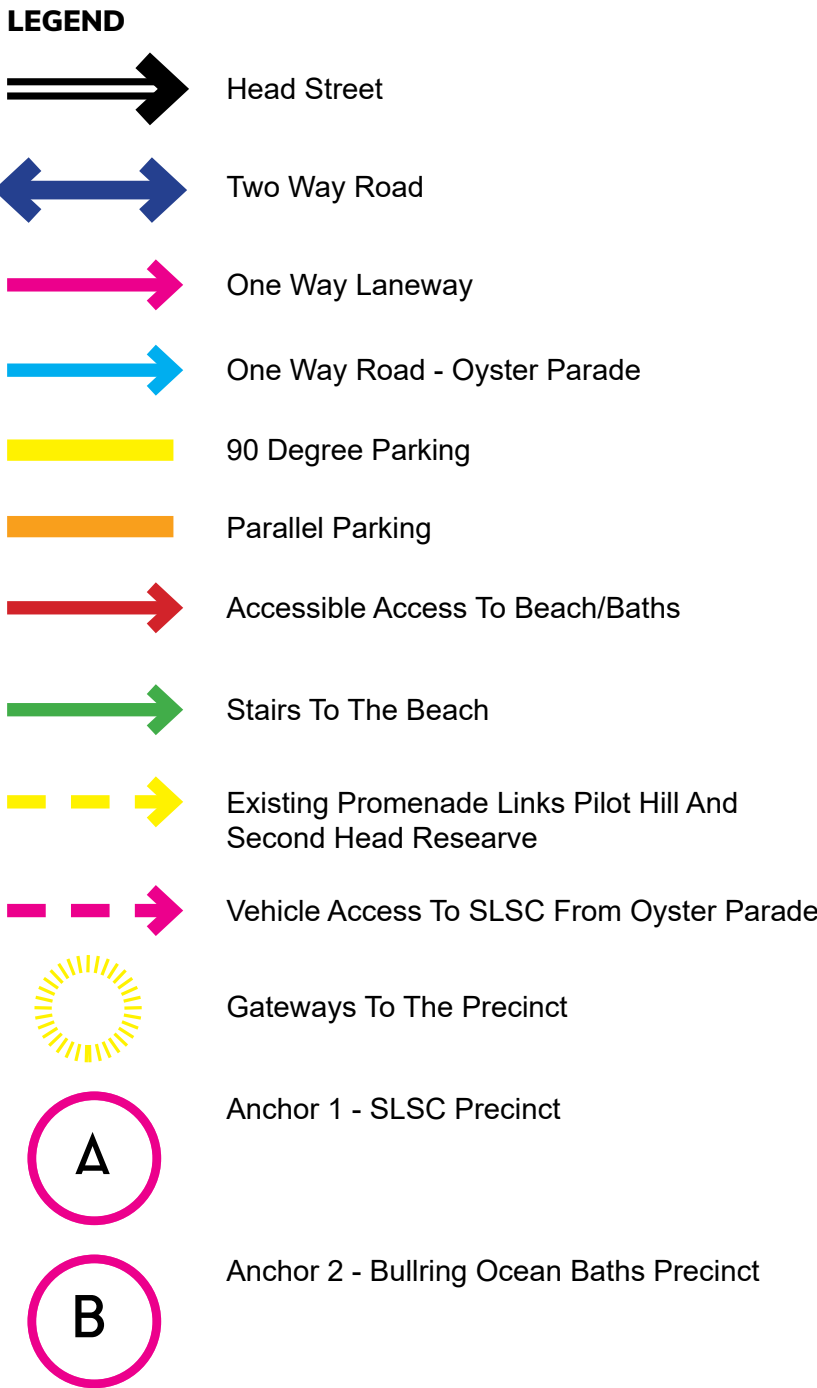 LEGEND
Head Street
Two Way Road
One Way Laneway
One Way Road - Oyster Parade
90 Degree Parking
Parallel Parking
Accessible Access To Beach/Baths
Stairs To The Beach
Existing Promenade Links Pilot Hill And
Second Head Researve
Vehicle Access To SLSC From Oyster Parade
Gateways To The Precinct
Anchor 1 - SLSC Precinct
A
Anchor 2 - Bullring Ocean Baths Precinct
B